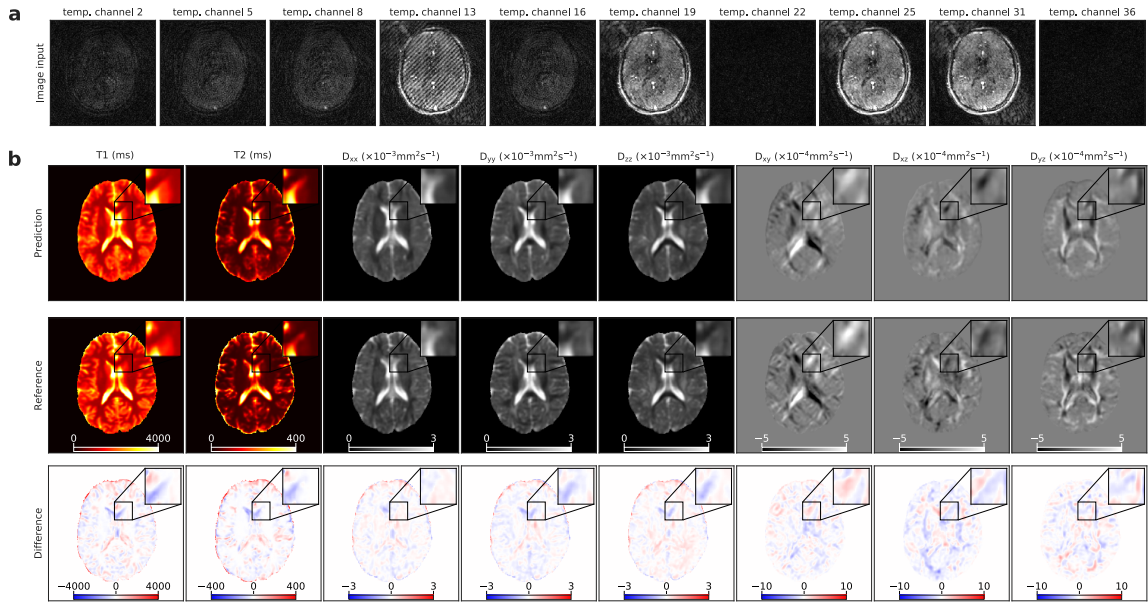 a
temp. channel 2 temp. channel 5 temp. channel 8 temp. channel 13 temp. channel 16 temp. channel 19 temp. channel 22 temp. channel 25 temp. channel 31 temp. channel 36
Image input
b
T1 (ms) T2 (ms) Dxx (×10⁻³mm²s⁻¹) Dyy (×10⁻³mm²s⁻¹) Dzz (×10⁻³mm²s⁻¹) Dxy (×10⁻⁴mm²s⁻¹) Dxz (×10⁻⁴mm²s⁻¹) Dyz (×10⁻⁴mm²s⁻¹)
Prediction
Reference
0 4000 0 400 0 3 0 3 0 3 −5 5 −5 5 −5 5
Difference
−4000 0 4000 −400 0 400 −3 0 3 −3 0 3 −3 0 3 −10 0 10 −10 0 10 −10 0 10